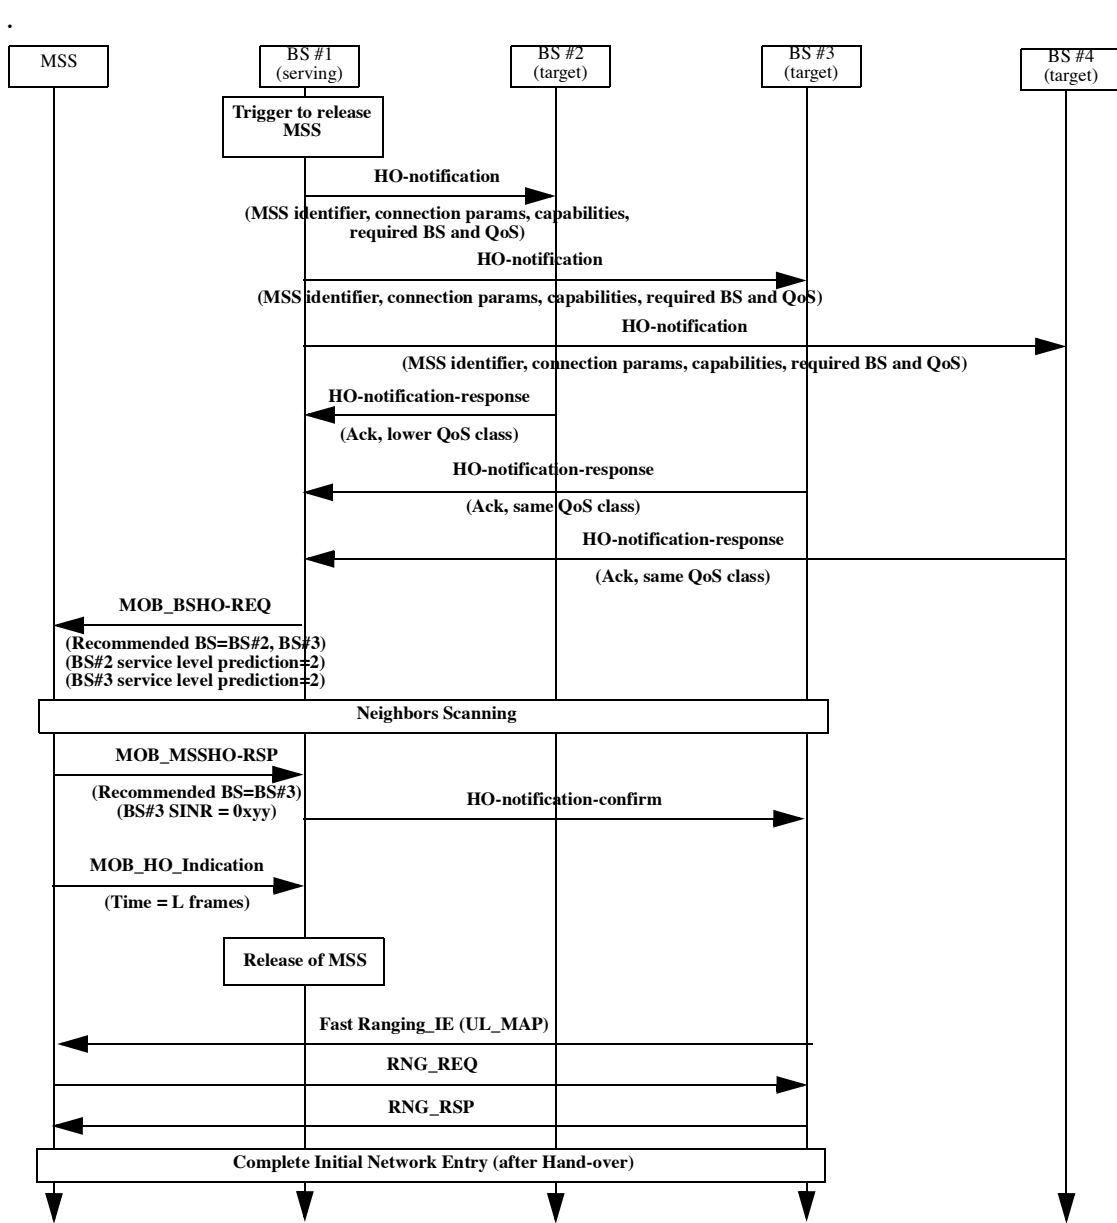 .
MSS
BS #1
(serving)
BS #2
(target)
BS #3
(target)
BS #4
(target)
Trigger to release
MSS
HO-notification
(MSS identifier, connection params, capabilities,
required BS and QoS)
HO-notification
(MSS identifier, connection params, capabilities, required BS and QoS)
HO-notification
(MSS identifier, connection params, capabilities, required BS and QoS)
HO-notification-response
(Ack, lower QoS class)
HO-notification-response
(Ack, same QoS class)
HO-notification-response
(Ack, same QoS class)
MOB_BSHO-REQ
(Recommended BS=BS#2, BS#3)
(BS#2 service level prediction=2)
(BS#3 service level prediction=2)
Neighbors Scanning
MOB_MSSHO-RSP
(Recommended BS=BS#3)
(BS#3 SINR = 0xyy)
HO-notification-confirm
MOB_HO_Indication
(Time = L frames)
Release of MSS
Fast Ranging_IE (UL_MAP)
RNG_REQ
RNG_RSP
Complete Initial Network Entry (after Hand-over)